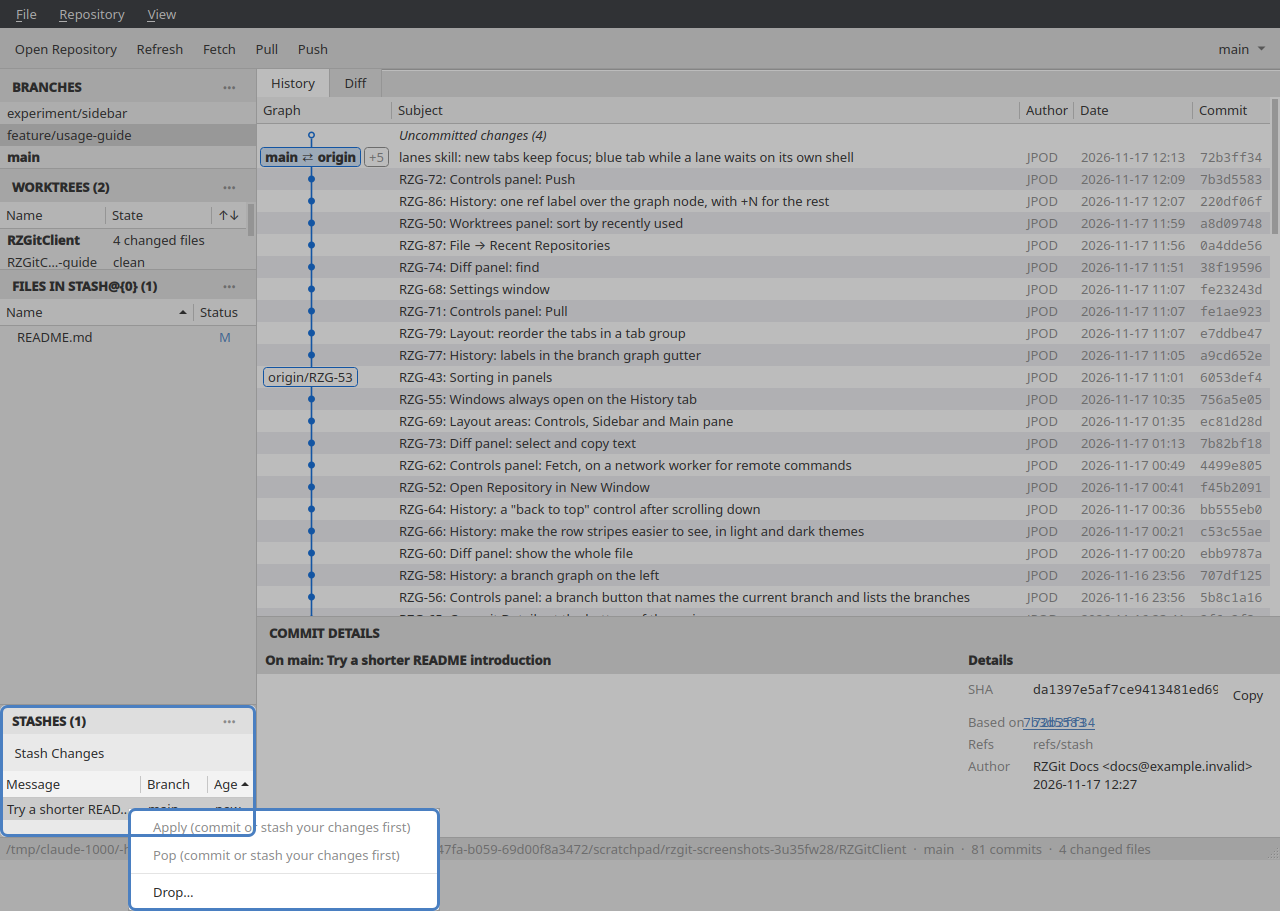 File Repository View
Open Repository Refresh Fetch Pull Push main
BRANCHES ...
experiment/sidebar
feature/usage-guide
main
WORKTREES (2) ...
Name State ↑↓
RZGitClient 4 changed files
RZGitC...-guide clean
FILES IN STASH@{0} (1) ...
Name Status
README.md M
STASHES (1) ...
Stash Changes
Message Branch Age
Try a shorter READ... main
Apply (commit or stash your changes first)
Pop (commit or stash your changes first)
Drop...
History Diff
Graph Subject Author Date Commit
Uncommitted changes (4)
main ⇄ origin +5 lanes skill: new tabs keep focus; blue tab while a lane waits on its own shell JPOD 2026-11-17 12:13 72b3ff34
RZG-72: Controls panel: Push JPOD 2026-11-17 12:09 7b3d5583
RZG-86: History: one ref label over the graph node, with +N for the rest JPOD 2026-11-17 12:07 220df06f
RZG-50: Worktrees panel: sort by recently used JPOD 2026-11-17 11:59 a8d09748
RZG-87: File → Recent Repositories JPOD 2026-11-17 11:56 0a4dde56
RZG-74: Diff panel: find JPOD 2026-11-17 11:51 38f19596
RZG-68: Settings window JPOD 2026-11-17 11:07 fe23243d
RZG-71: Controls panel: Pull JPOD 2026-11-17 11:07 fe1ae923
RZG-79: Layout: reorder the tabs in a tab group JPOD 2026-11-17 11:07 e7ddbe47
RZG-77: History: labels in the branch graph gutter JPOD 2026-11-17 11:05 a9cd652e
origin/RZG-53 RZG-43: Sorting in panels JPOD 2026-11-17 11:01 6053def4
RZG-55: Windows always open on the History tab JPOD 2026-11-17 10:35 756a5e05
RZG-69: Layout areas: Controls, Sidebar and Main pane JPOD 2026-11-17 01:35 ec81d28d
RZG-73: Diff panel: select and copy text JPOD 2026-11-17 01:13 7b82bf18
RZG-62: Controls panel: Fetch, on a network worker for remote commands JPOD 2026-11-17 00:49 4499e805
RZG-52: Open Repository in New Window JPOD 2026-11-17 00:41 f45b2091
RZG-64: History: a "back to top" control after scrolling down JPOD 2026-11-17 00:36 bb555eb0
RZG-66: History: make the row stripes easier to see, in light and dark themes JPOD 2026-11-17 00:21 c53c55ae
RZG-60: Diff panel: show the whole file JPOD 2026-11-17 00:20 ebb9787a
RZG-58: History: a branch graph on the left JPOD 2026-11-16 23:56 707df125
RZG-56: Controls panel: a branch button that names the current branch and lists the branches JPOD 2026-11-16 23:56 5b8c1a16
COMMIT DETAILS
On main: Try a shorter README introduction
Details
SHA da1397e5af7ce9413481ed69 Copy
Based on
Refs refs/stash
Author RZGit Docs <docs@example.invalid>
2026-11-17 12:27
/tmp/claude-1000/-h 47fa-b059-69d00f8a3472/scratchpad/rzgit-screenshots-3u35fw28/RZGitClient · main · 81 commits · 4 changed files